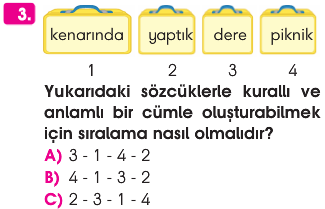 3.
kenarında yaptık dere piknik
1 2 3 4
Yukarıdaki sözcüklerle kurallı ve
anlamlı bir cümle oluşturabilmek
için sıralama nasıl olmalıdır?
A) 3 - 1 - 4 - 2
B) 4 - 1 - 3 - 2
C) 2 - 3 - 1 - 4